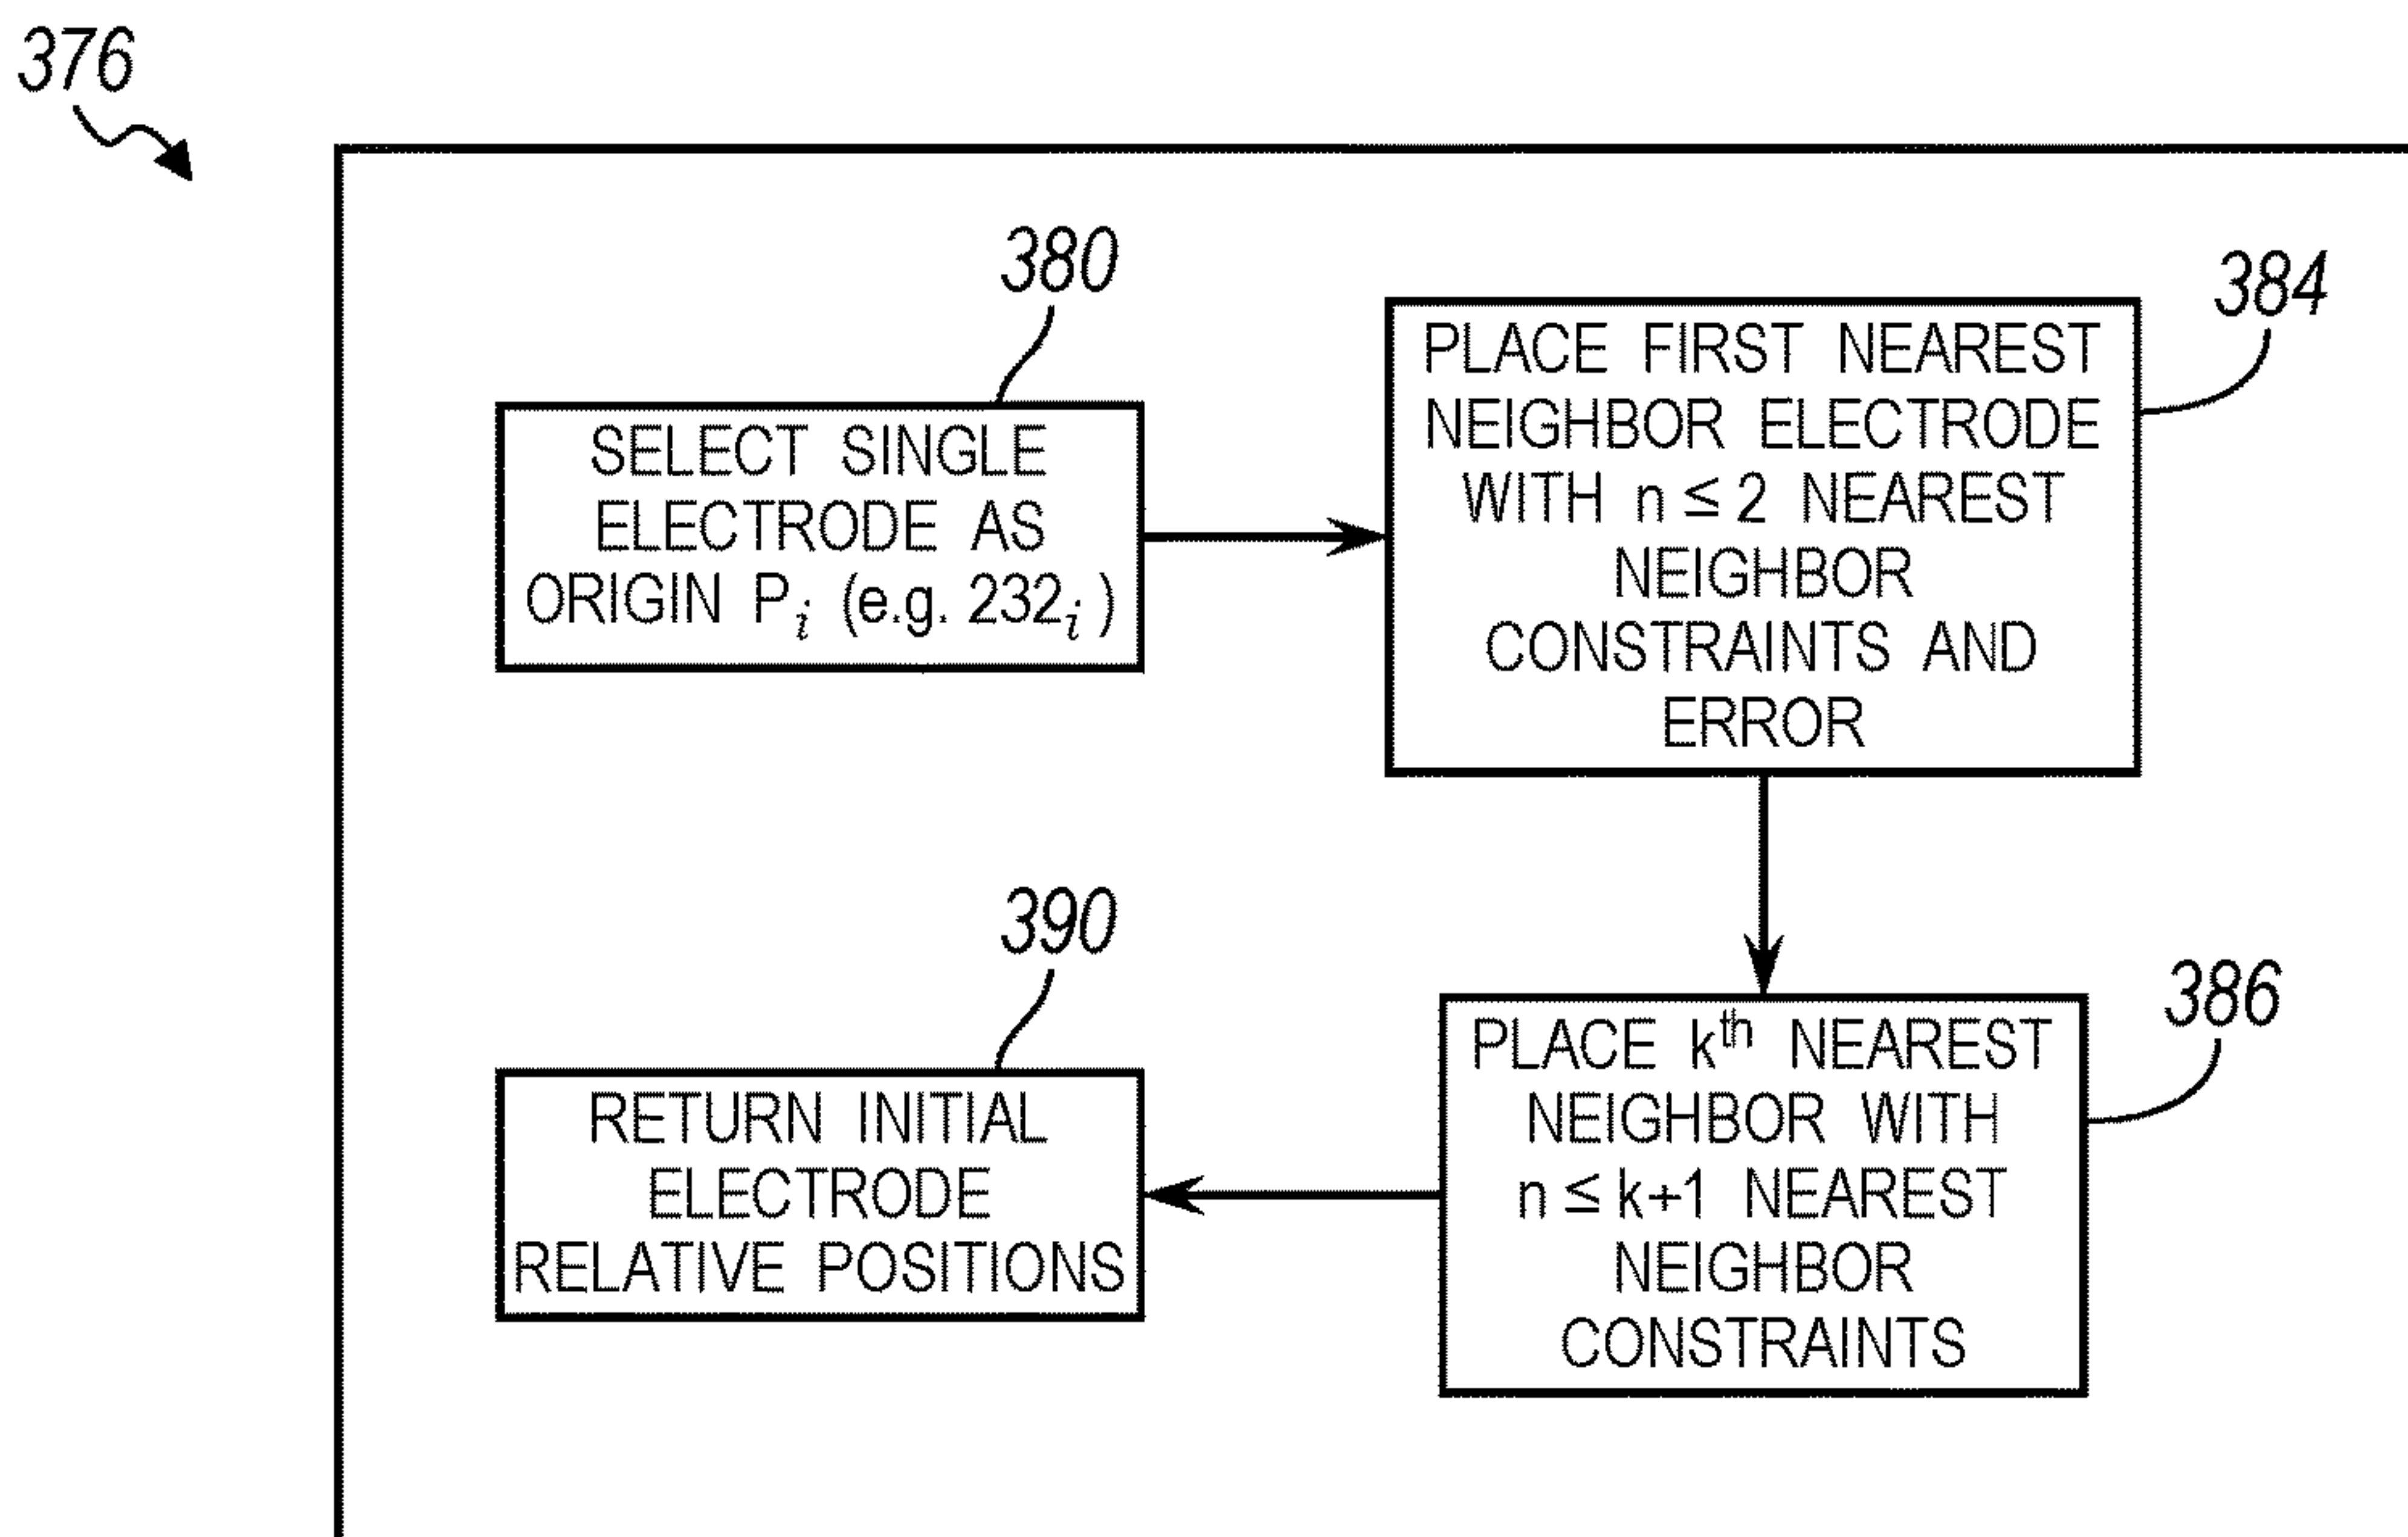 376
380
SELECT SINGLE
ELECTRODE AS
ORIGIN Pᵢ (e.g. 232ᵢ)
384
PLACE FIRST NEAREST
NEIGHBOR ELECTRODE
WITH n ≤ 2 NEAREST
NEIGHBOR
CONSTRAINTS AND
ERROR
386
PLACE kᵗʰ NEAREST
NEIGHBOR WITH
n ≤ k+1 NEAREST
NEIGHBOR
CONSTRAINTS
390
RETURN INITIAL
ELECTRODE
RELATIVE POSITIONS